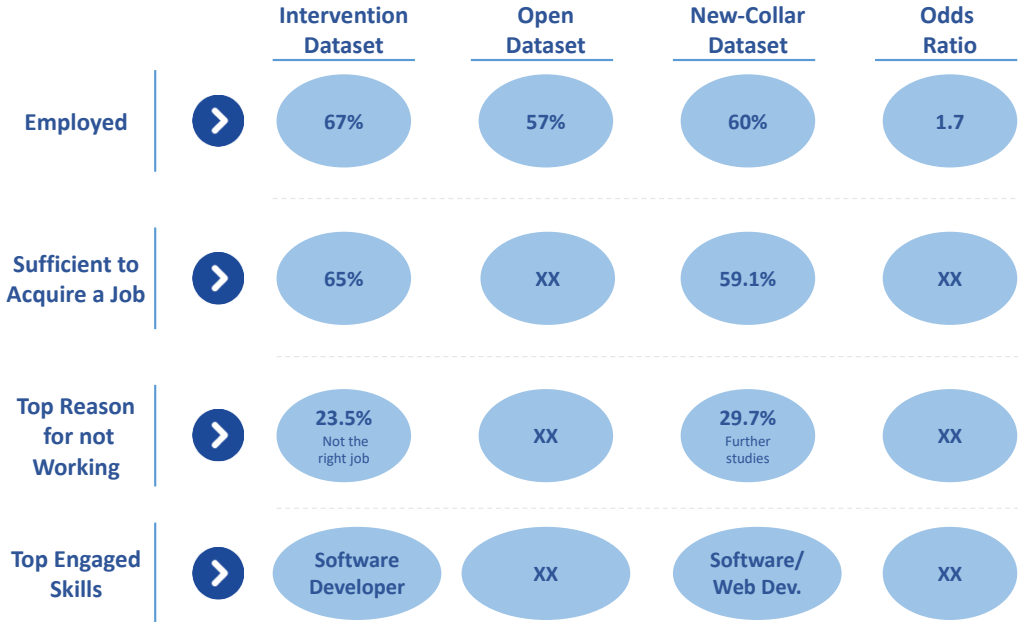 Intervention
Dataset
Open
Dataset
New-Collar
Dataset
Odds
Ratio
Employed
67%
57%
60%
1.7
Sufficient to
Acquire a Job
65%
XX
59.1%
XX
Top Reason
for not
Working
23.5%
Not the
right job
XX
29.7%
Further
studies
XX
Top Engaged
Skills
Software
Developer
XX
Software/
Web Dev.
XX